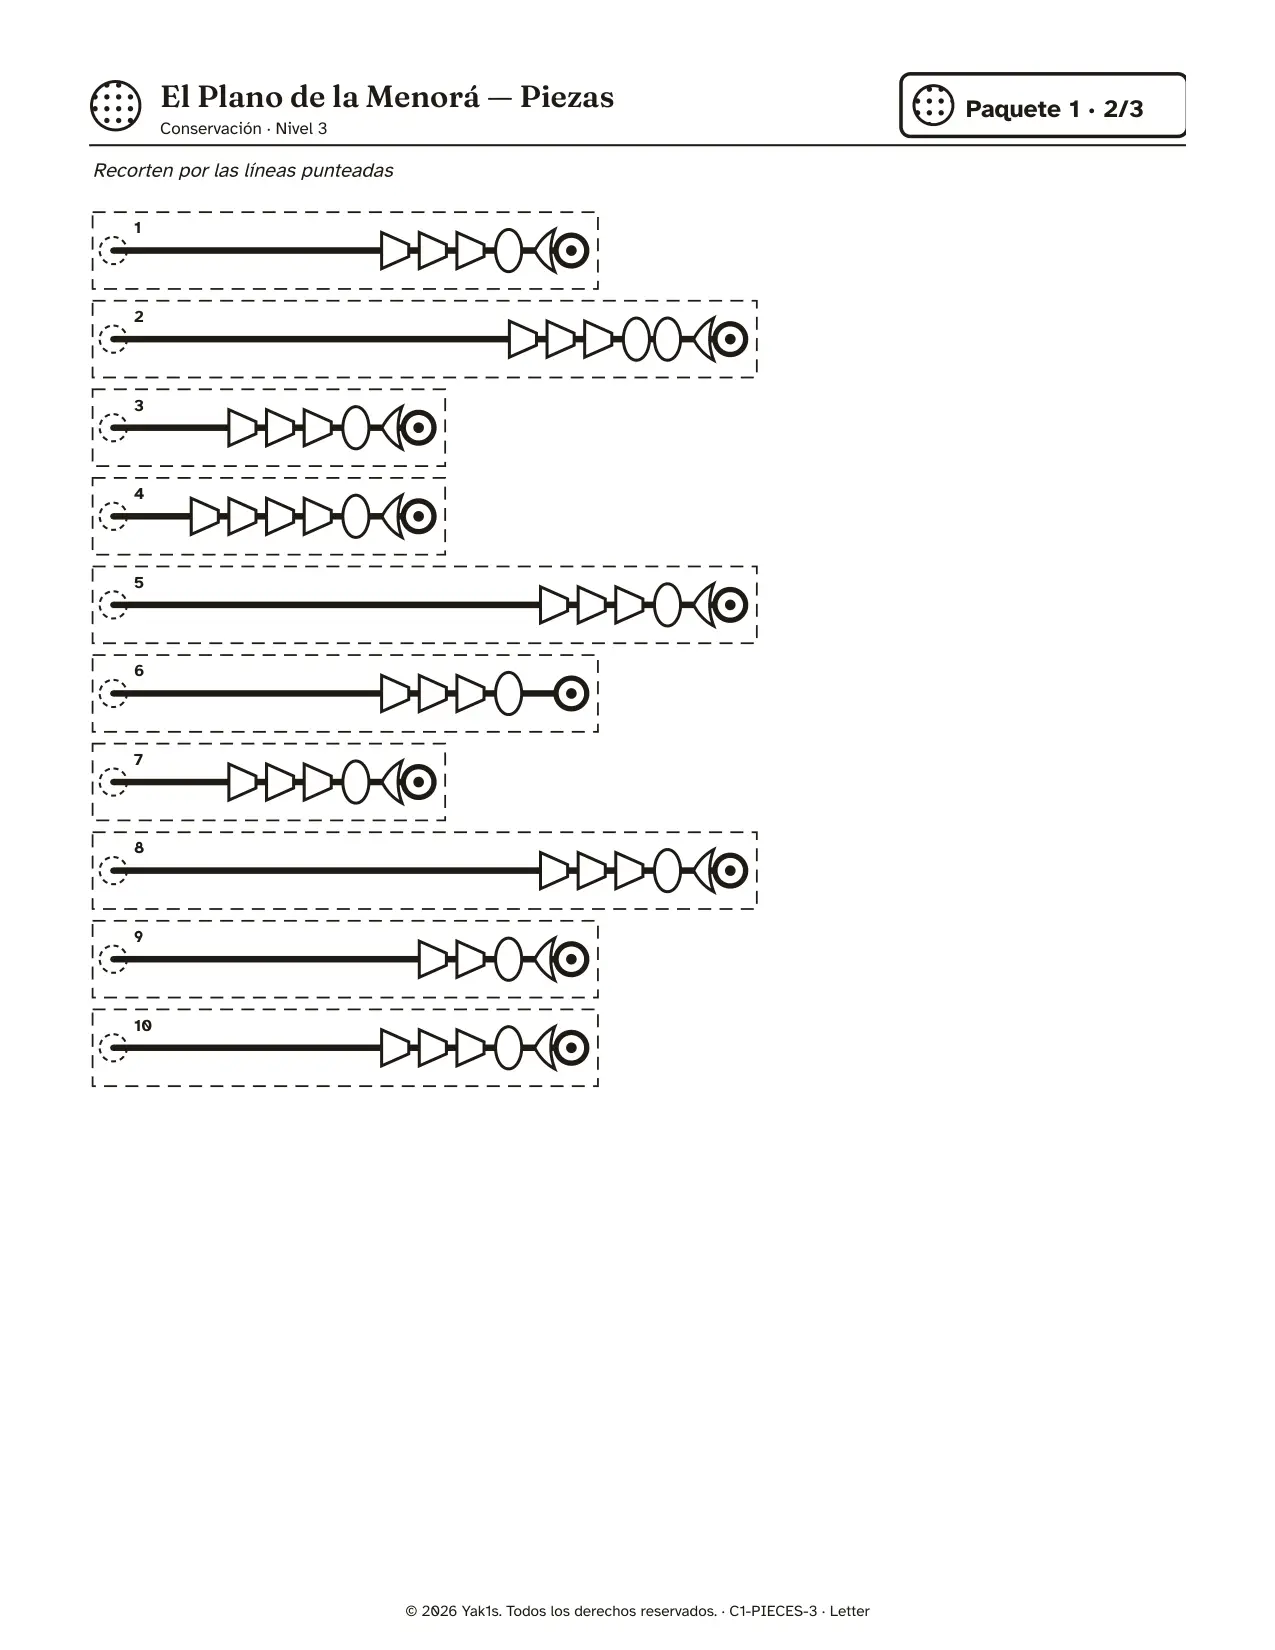 El Plano de la Menorá — Piezas
Conservación · Nivel 3
Paquete 1 · 2/3
Recorten por las líneas punteadas
1
2
3
4
5
6
7
8
9
10
© 2026 Yak1s. Todos los derechos reservados. · C1-PIECES-3 · Letter